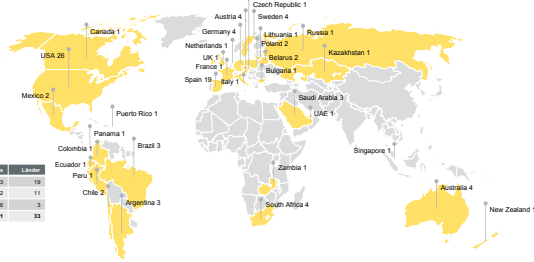 Czech Republic 1
Austria 4
Sweden 4
Canada 1
Germany 4
Lithuania 1
Russia 1
Netherlands 1
Poland 2
USA 26
UK 1
Belarus 2
Kazakhstan 1
France 1
Bulgaria 1
Spain 19
Italy 1
Mexico 2
Saudi Arabia 3
Puerto Rico 1
UAE 1
Panama 1
Colombia 1
Brazil 3
Singapore 1
Ecuador 1
Zambia 1
s Länder
3 19
Peru 1
2 11
Australia 4
Chile 2
6 3
Argentina 3
South Africa 4
1 33
New Zealand 1